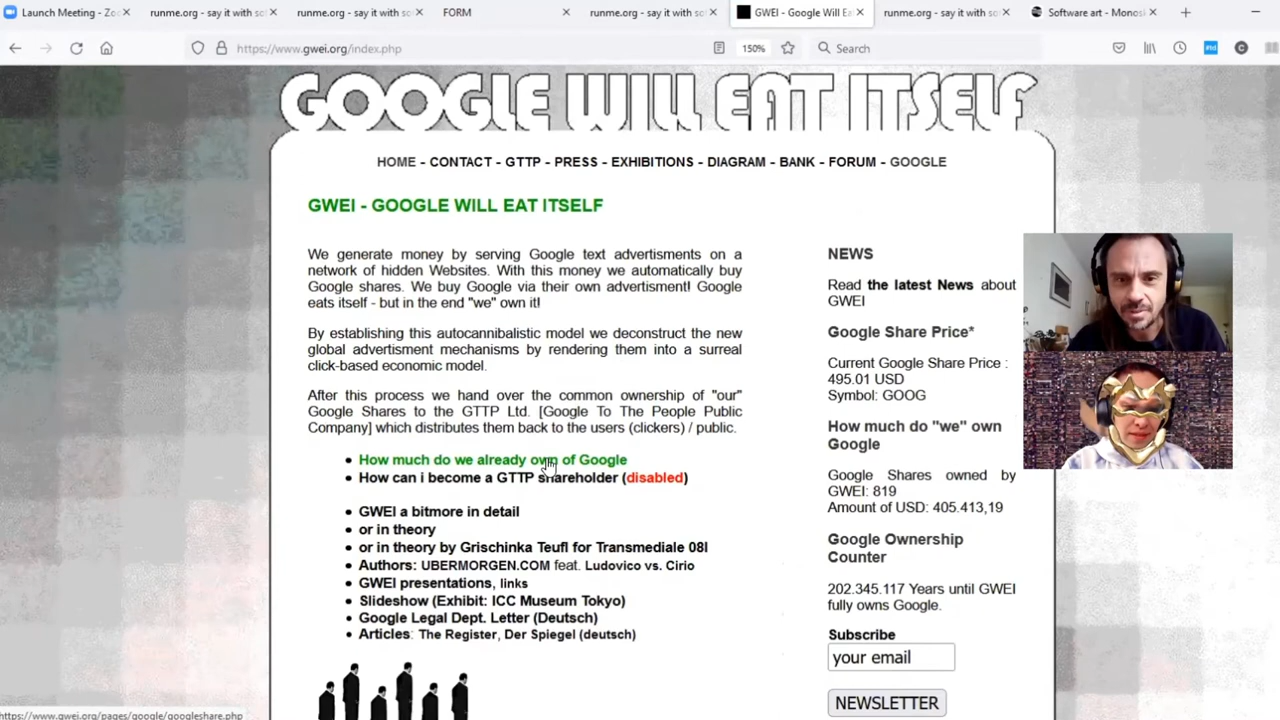 Launch Meeting - Zoo
runme.org - say it with sof
runme.org - say it with sof
FORM
runme.org - say it with sof
GWEI - Google Will Ea
runme.org - say it with sof
Software art - Monos
https://www.gwei.org/index.php
150%
Search
GOOGLE WILL EAT ITSELF
HOME - CONTACT - GTTP - PRESS - EXHIBITIONS - DIAGRAM - BANK - FORUM - GOOGLE
GWEI - GOOGLE WILL EAT ITSELF
We generate money by serving Google text advertisments on a
network of hidden Websites. With this money we automatically buy
Google shares. We buy Google via their own advertisment! Google
eats itself - but in the end "we" own it!
By establishing this autocannibalistic model we deconstruct the new
global advertisment mechanisms by rendering them into a surreal
click-based economic model.
After this process we hand over the common ownership of "our"
Google Shares to the GTTP Ltd. [Google To The People Public
Company] which distributes them back to the users (clickers) / public.
How much do we already own of Google
How can i become a GTTP shareholder (disabled)
GWEI a bitmore in detail
or in theory
or in theory by Grischinka Teufl for Transmediale 08I
Authors: UBERMORGEN.COM feat. Ludovico vs. Cirio
GWEI presentations, links
Slideshow (Exhibit: ICC Museum Tokyo)
Google Legal Dept. Letter (Deutsch)
Articles: The Register, Der Spiegel (deutsch)
NEWS
Read the latest News about
GWEI
Google Share Price*
Current Google Share Price :
495.01 USD
Symbol: GOOG
How much do "we" own
Google
Google Shares owned by
GWEI: 819
Amount of USD: 405.413,19
Google Ownership
Counter
202.345.117 Years until GWEI
fully owns Google.
Subscribe
your email
NEWSLETTER
https://www.gwei.org/pages/google/googleshare.php